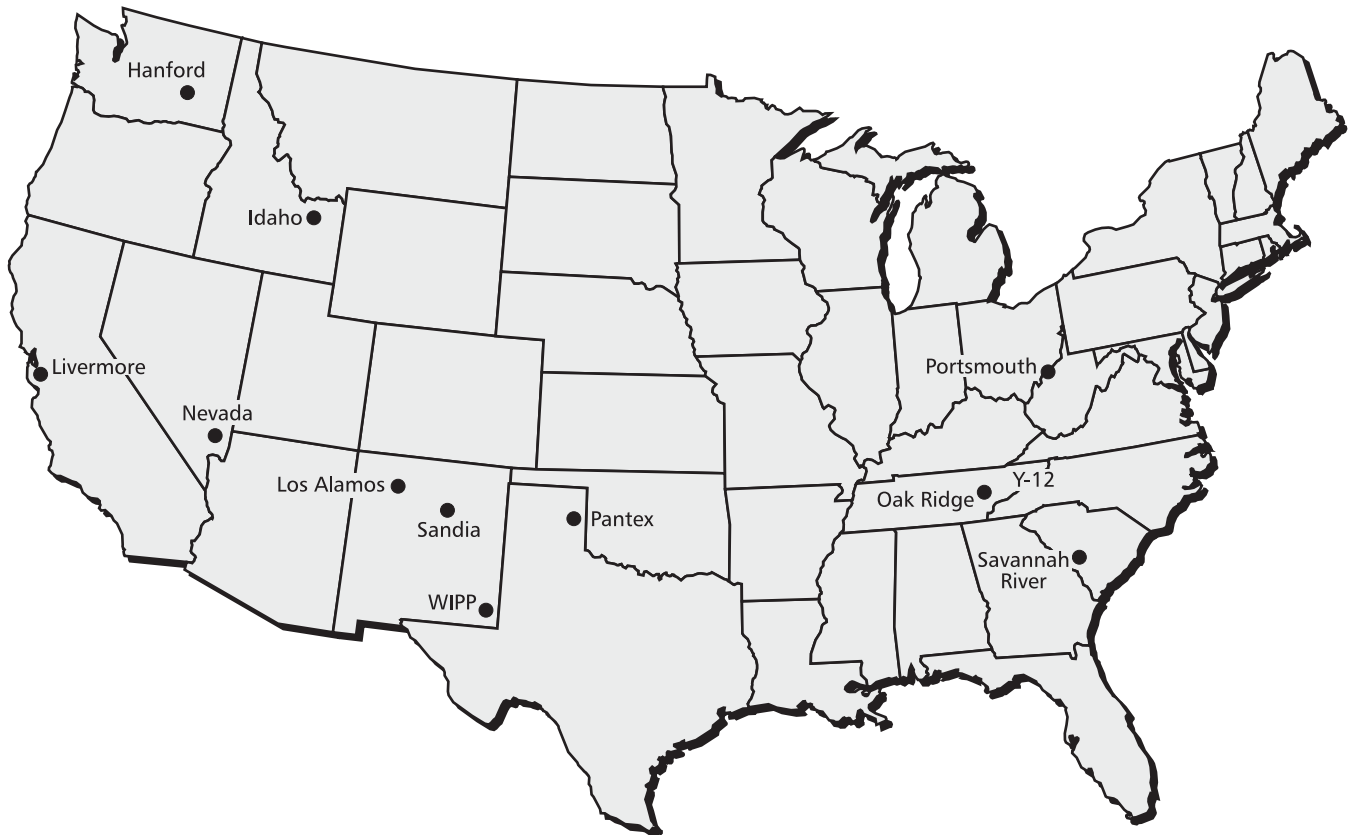 Hanford
Idaho
Livermore
Portsmouth
Nevada
Los Alamos
Y-12
Oak Ridge
Sandia
Pantex
Savannah
River
WIPP